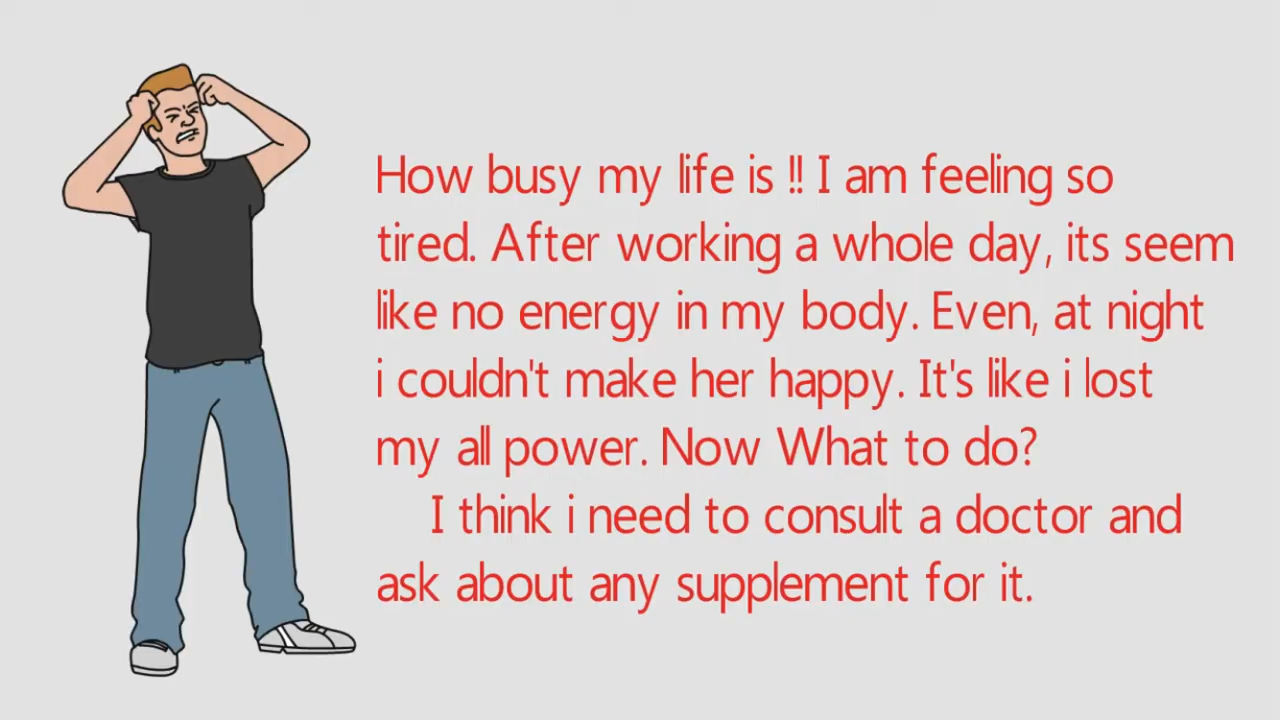 How busy my life is !! I am feeling so
tired. After working a whole day, its seem
like no energy in my body. Even, at night
i couldn't make her happy. It's like i lost
my all power. Now What to do?
I think i need to consult a doctor and
ask about any supplement for it.